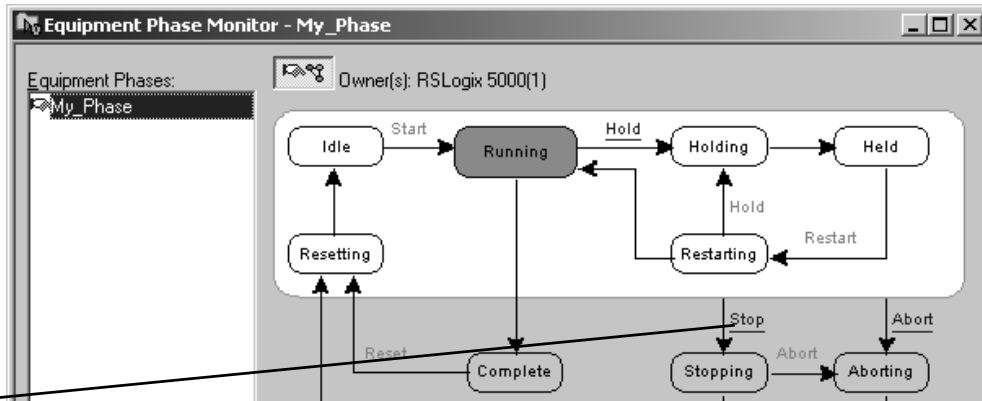 Equipment Phase Monitor - My_Phase
Equipment Phases:
Owner(s): RSLogix 5000(1)
My_Phase
Start
Hold
Idle
Running
Holding
Held
Hold
Restart
Resetting
Restarting
Stop
Abort
Reset
Abort
Complete
Stopping
Aborting